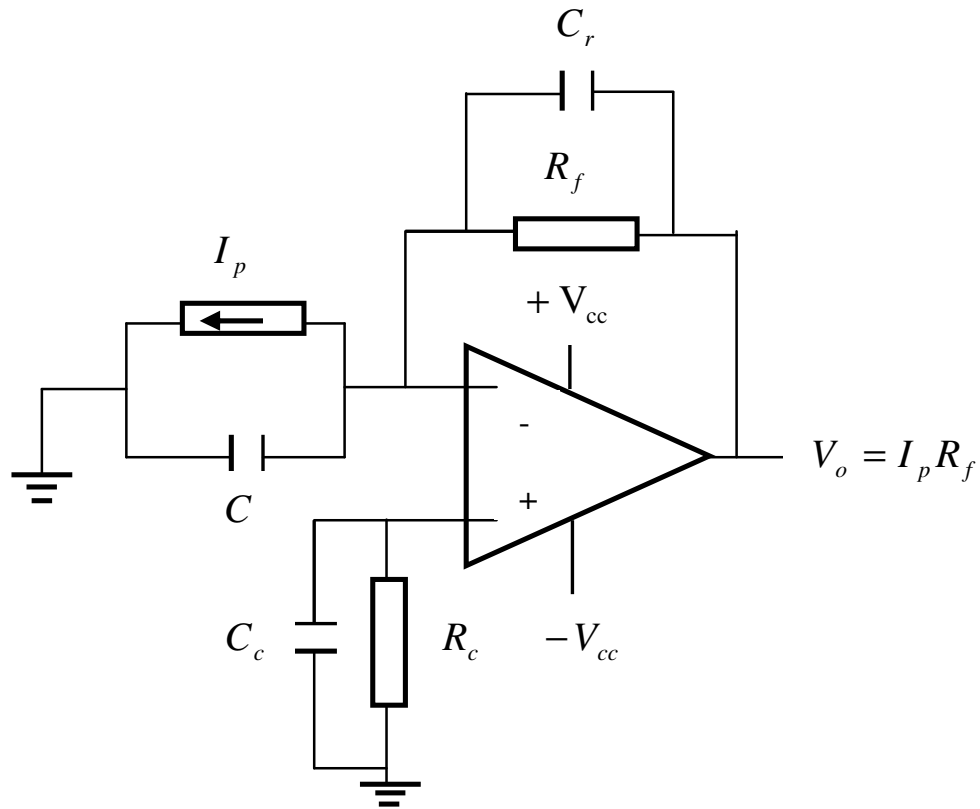 C_r
R_f
I_p
+ V_cc
-
V_o = I_p R_f
+
C
C_c
R_c
− V_cc